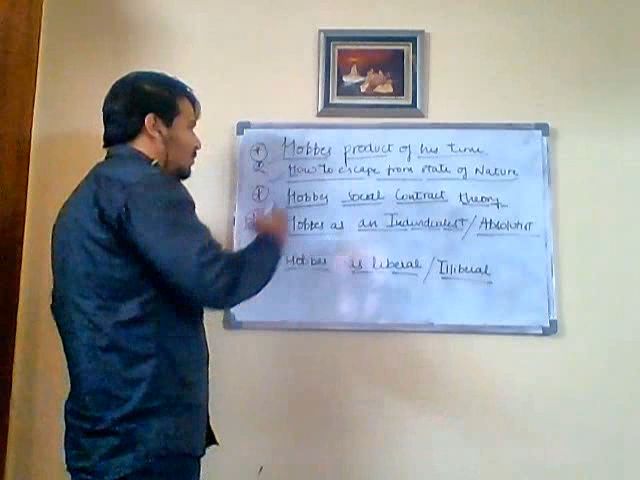 Hobbes product of his time
How to escape from state of Nature
Hobbes Social Contract theory
Hobbes as an Individualist / Absolutist
Hobbes is liberal / Illiberal